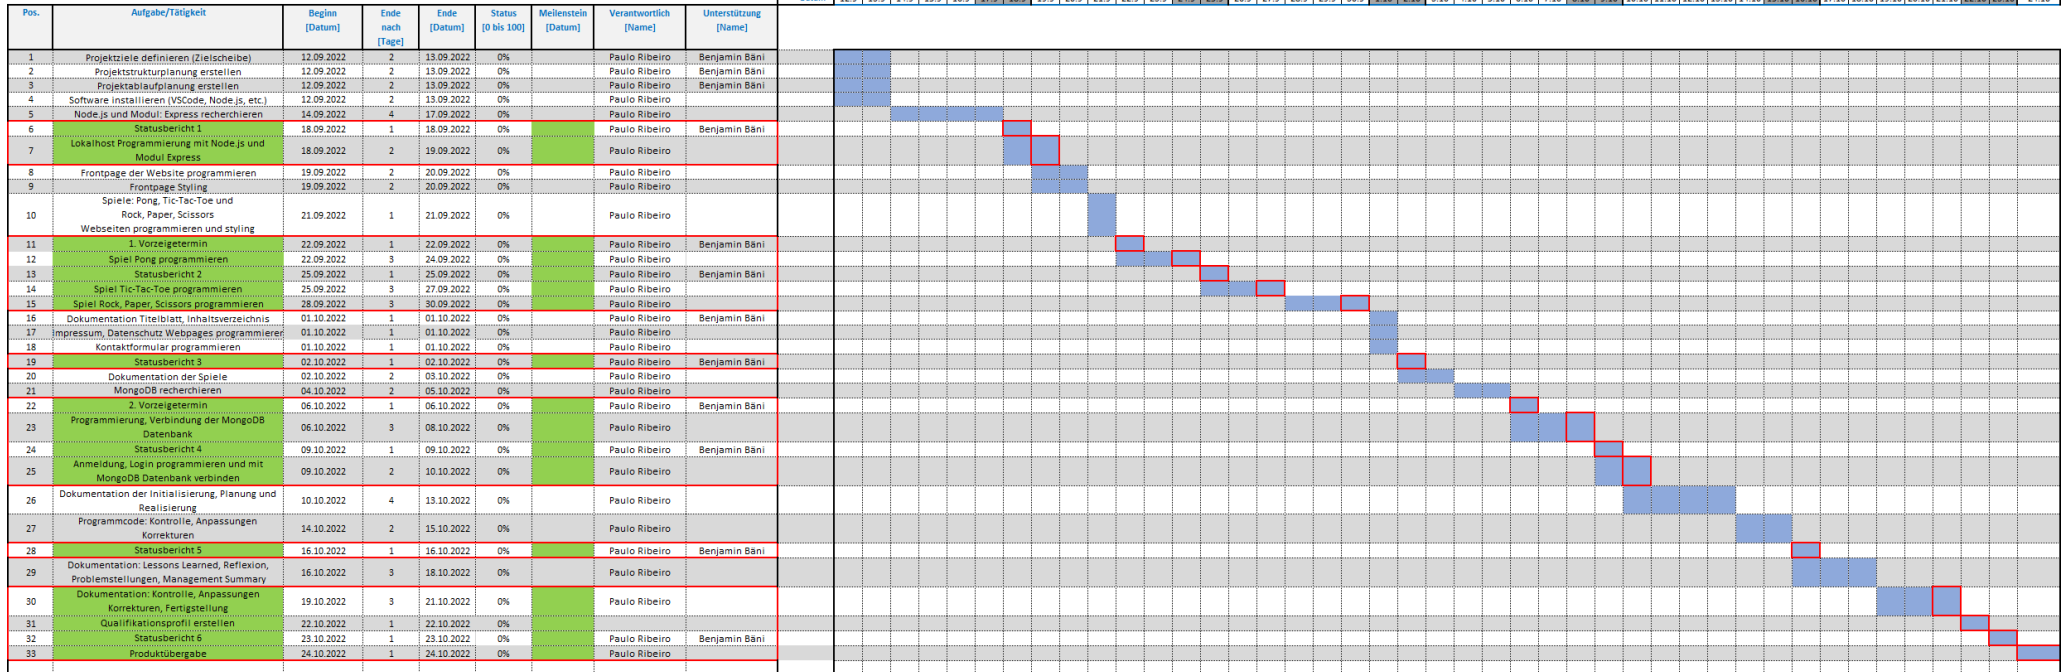 Pos. Aufgabe/Tätigkeit Beginn [Datum] Ende nach [Tage] Ende [Datum] Status [0 bis 100] Meilenstein [Datum] Verantwortlich [Name] Unterstützung [Name]
1 Projektziele definieren (Zielscheibe) 12.09.2022 2 13.09.2022 0% Paulo Ribeiro Benjamin Bäni
2 Projektstrukturplanung erstellen 12.09.2022 2 13.09.2022 0% Paulo Ribeiro Benjamin Bäni
3 Projektablaufplanung erstellen 12.09.2022 2 13.09.2022 0% Paulo Ribeiro Benjamin Bäni
4 Software installieren (VSCode, Node.js, etc.) 12.09.2022 2 13.09.2022 0% Paulo Ribeiro
5 Node.js und Modul: Express recherchieren 14.09.2022 4 17.09.2022 0% Paulo Ribeiro
6 Statusbericht 1 18.09.2022 1 18.09.2022 0% Paulo Ribeiro Benjamin Bäni
7 Lokalhost Programmierung mit Node.js und Modul Express 18.09.2022 2 19.09.2022 0% Paulo Ribeiro
8 Frontpage der Website programmieren 19.09.2022 2 20.09.2022 0% Paulo Ribeiro
9 Frontpage Styling 19.09.2022 2 20.09.2022 0% Paulo Ribeiro
10 Spiele: Pong, Tic-Tac-Toe und Rock, Paper, Scissors Webseiten programmieren und styling 21.09.2022 1 21.09.2022 0% Paulo Ribeiro
11 1. Vorzeigetermin 22.09.2022 1 22.09.2022 0% Paulo Ribeiro Benjamin Bäni
12 Spiel Pong programmieren 22.09.2022 3 24.09.2022 0% Paulo Ribeiro
13 Statusbericht 2 25.09.2022 1 25.09.2022 0% Paulo Ribeiro Benjamin Bäni
14 Spiel Tic-Tac-Toe programmieren 25.09.2022 3 27.09.2022 0% Paulo Ribeiro
15 Spiel Rock, Paper, Scissors programmieren 28.09.2022 3 30.09.2022 0% Paulo Ribeiro
16 Dokumentation Titelblatt, Inhaltsverzeichnis 01.10.2022 1 01.10.2022 0% Paulo Ribeiro Benjamin Bäni
17 mpressum, Datenschutz Webpages programmierer 01.10.2022 1 01.10.2022 0% Paulo Ribeiro
18 Kontaktformular programmieren 01.10.2022 1 01.10.2022 0% Paulo Ribeiro
19 Statusbericht 3 02.10.2022 1 02.10.2022 0% Paulo Ribeiro Benjamin Bäni
20 Dokumentation der Spiele 02.10.2022 2 03.10.2022 0% Paulo Ribeiro
21 MongoDB recherchieren 04.10.2022 2 05.10.2022 0% Paulo Ribeiro
22 2. Vorzeigetermin 06.10.2022 1 06.10.2022 0% Paulo Ribeiro Benjamin Bäni
23 Programmierung, Verbindung der MongoDB Datenbank 06.10.2022 3 08.10.2022 0% Paulo Ribeiro
24 Statusbericht 4 09.10.2022 1 09.10.2022 0% Paulo Ribeiro Benjamin Bäni
25 Anmeldung, Login programmieren und mit MongoDB Datenbank verbinden 09.10.2022 2 10.10.2022 0% Paulo Ribeiro
26 Dokumentation der Initialisierung, Planung und Realisierung 10.10.2022 4 13.10.2022 0% Paulo Ribeiro
27 Programmcode: Kontrolle, Anpassungen Korrekturen 14.10.2022 2 15.10.2022 0% Paulo Ribeiro
28 Statusbericht 5 16.10.2022 1 16.10.2022 0% Paulo Ribeiro Benjamin Bäni
29 Dokumentation: Lessons Learned, Reflexion, Problemstellungen, Management Summary 16.10.2022 3 18.10.2022 0% Paulo Ribeiro
30 Dokumentation: Kontrolle, Anpassungen Korrekturen, Fertigstellung 19.10.2022 3 21.10.2022 0% Paulo Ribeiro
31 Qualifikationsprofil erstellen 22.10.2022 1 22.10.2022 0%
32 Statusbericht 6 23.10.2022 1 23.10.2022 0% Paulo Ribeiro Benjamin Bäni
33 Produktübergabe 24.10.2022 1 24.10.2022 0% Paulo Ribeiro